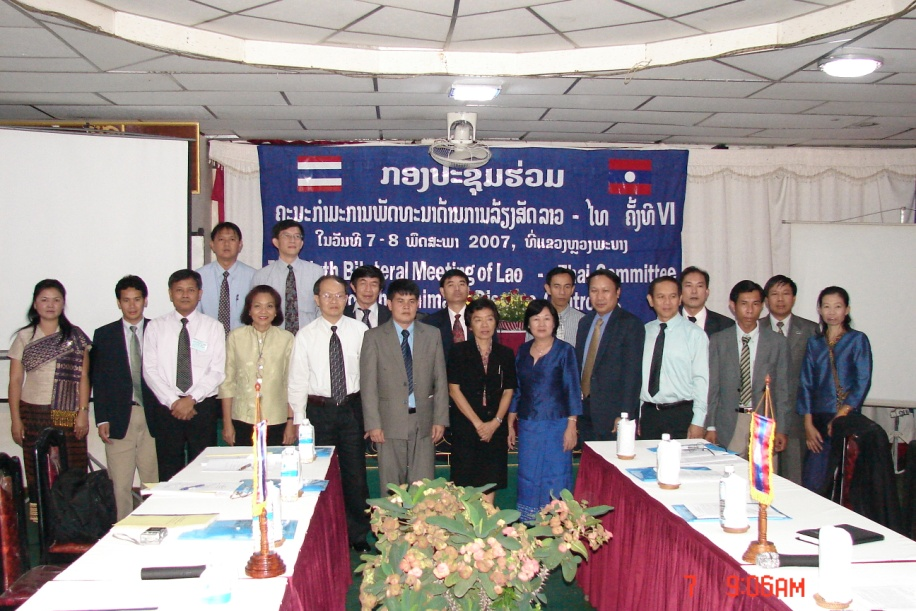 ກອງປະຊຸມຮ່ວມ
ຄະນະກຳມະການພັດທະນາດ້ານການລ້ຽງສັດລາວ - ໄທ ຄັ້ງທີ VI
ໃນວັນທີ 7 - 8 ພຶດສະພາ 2007, ທີ່ແຂວງຫຼວງພະບາງ
Bilateral Meeting of Lao - Committee
7 9:06AM